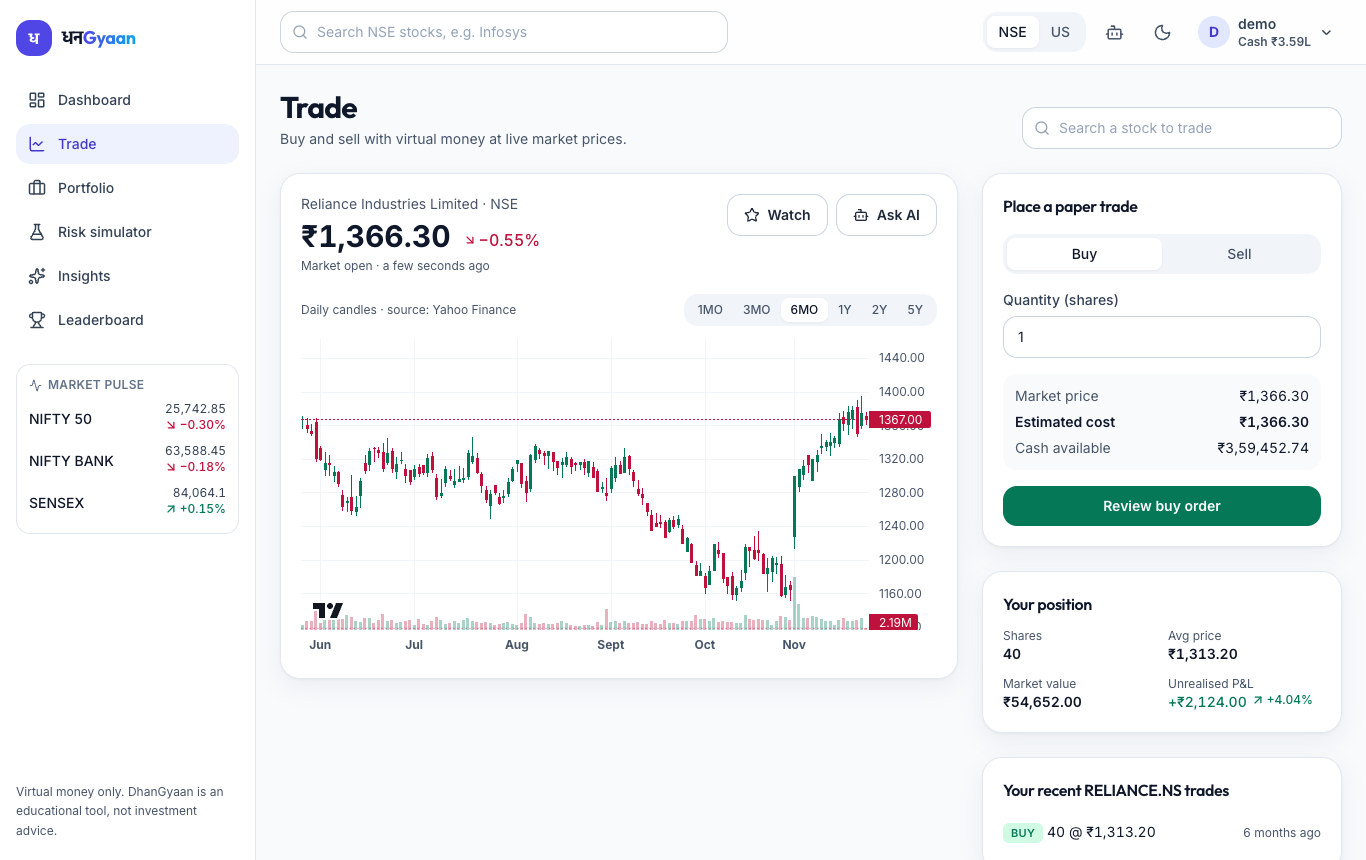 ध धनGyaan
Search NSE stocks, e.g. Infosys
NSE US
D demo
Cash ₹3.59L
Dashboard
Trade
Portfolio
Risk simulator
Insights
Leaderboard
MARKET PULSE
NIFTY 50 25,742.85
↘ −0.30%
NIFTY BANK 63,588.45
↘ −0.18%
SENSEX 84,064.1
↗ +0.15%
Virtual money only. DhanGyaan is an
educational tool, not investment
advice.
Trade
Buy and sell with virtual money at live market prices.
Search a stock to trade
Reliance Industries Limited · NSE
₹1,366.30 ↘ −0.55%
Market open · a few seconds ago
Watch Ask AI
Daily candles · source: Yahoo Finance
1MO 3MO 6MO 1Y 2Y 5Y
1440.00
1400.00
1367.00
1320.00
1280.00
1240.00
1200.00
1160.00
2.19M
Jun Jul Aug Sept Oct Nov
Place a paper trade
Buy Sell
Quantity (shares)
1
Market price ₹1,366.30
Estimated cost ₹1,366.30
Cash available ₹3,59,452.74
Review buy order
Your position
Shares Avg price
40 ₹1,313.20
Market value Unrealised P&L
₹54,652.00 +₹2,124.00 ↗ +4.04%
Your recent RELIANCE.NS trades
BUY 40 @ ₹1,313.20 6 months ago